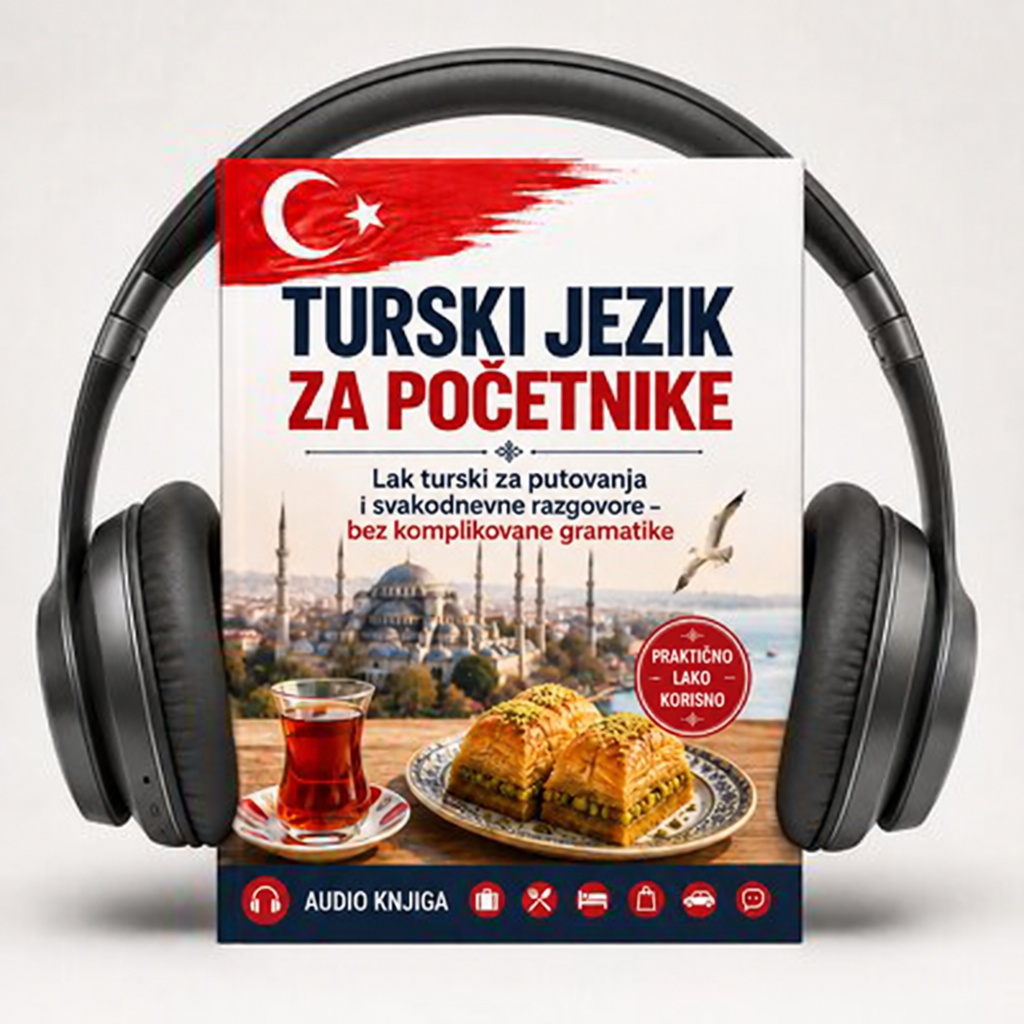 TURSKI JEZIK
ZA POČETNIKE
Lak turski za putovanja
i svakodnevne razgovore –
bez komplikovane gramatike
PRAKTIČNO
LAKO
KORISNO
AUDIO KNJIGA